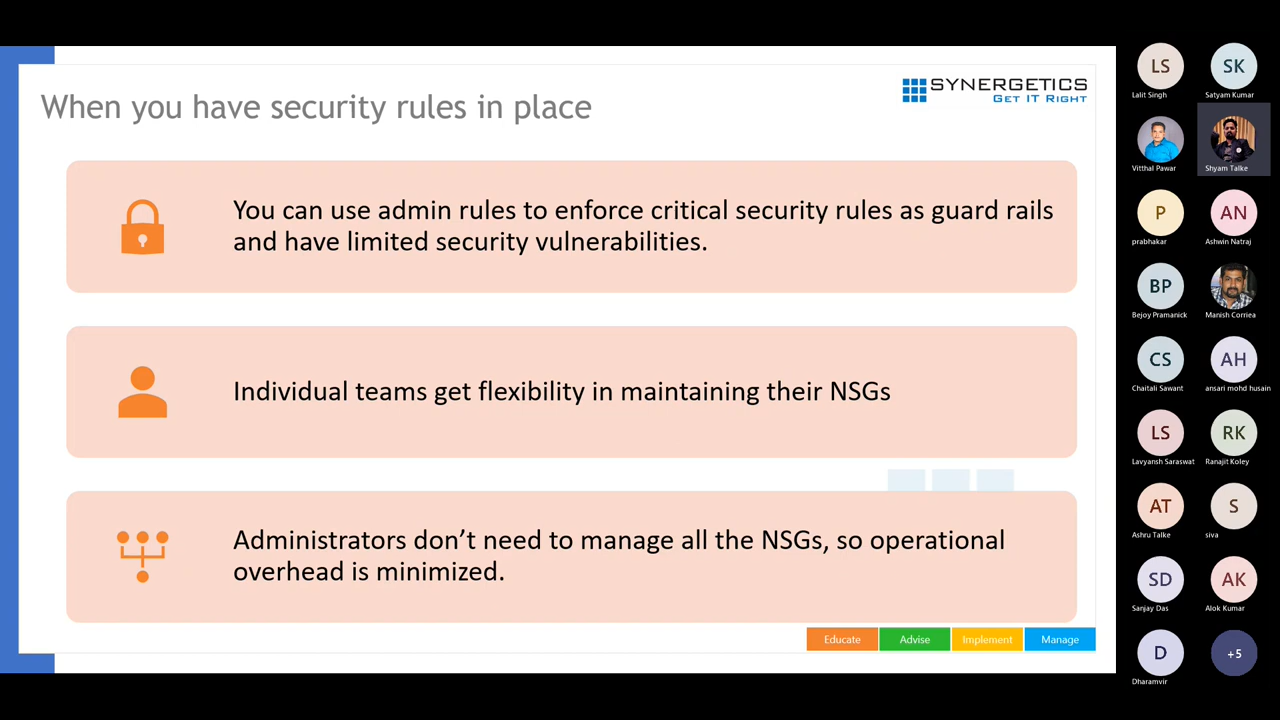 When you have security rules in place
SYNERGETICS
GET IT RIGHT
You can use admin rules to enforce critical security rules as guard rails
and have limited security vulnerabilities.
Individual teams get flexibility in maintaining their NSGs
Administrators don’t need to manage all the NSGs, so operational
overhead is minimized.
Educate
Advise
Implement
Manage
LS
Lalit Singh
SK
Satyam Kumar
Vitthal Pawar
Shyam Talke
P
prabhakar
AN
Ashwin Natraj
BP
Bejoy Pramanick
Manish Corriea
CS
Chaitali Sawant
AH
ansari mohd husain
LS
Lavyansh Saraswat
RK
Ranajit Koley
AT
Ashru Talke
S
siva
SD
Sanjay Das
AK
Alok Kumar
D
Dharamvir
+5